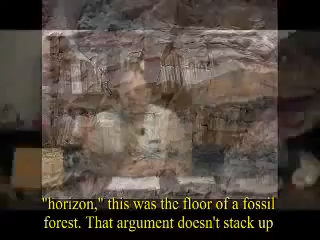 "horizon," this was the floor of a fossil
forest. That argument doesn't stack up